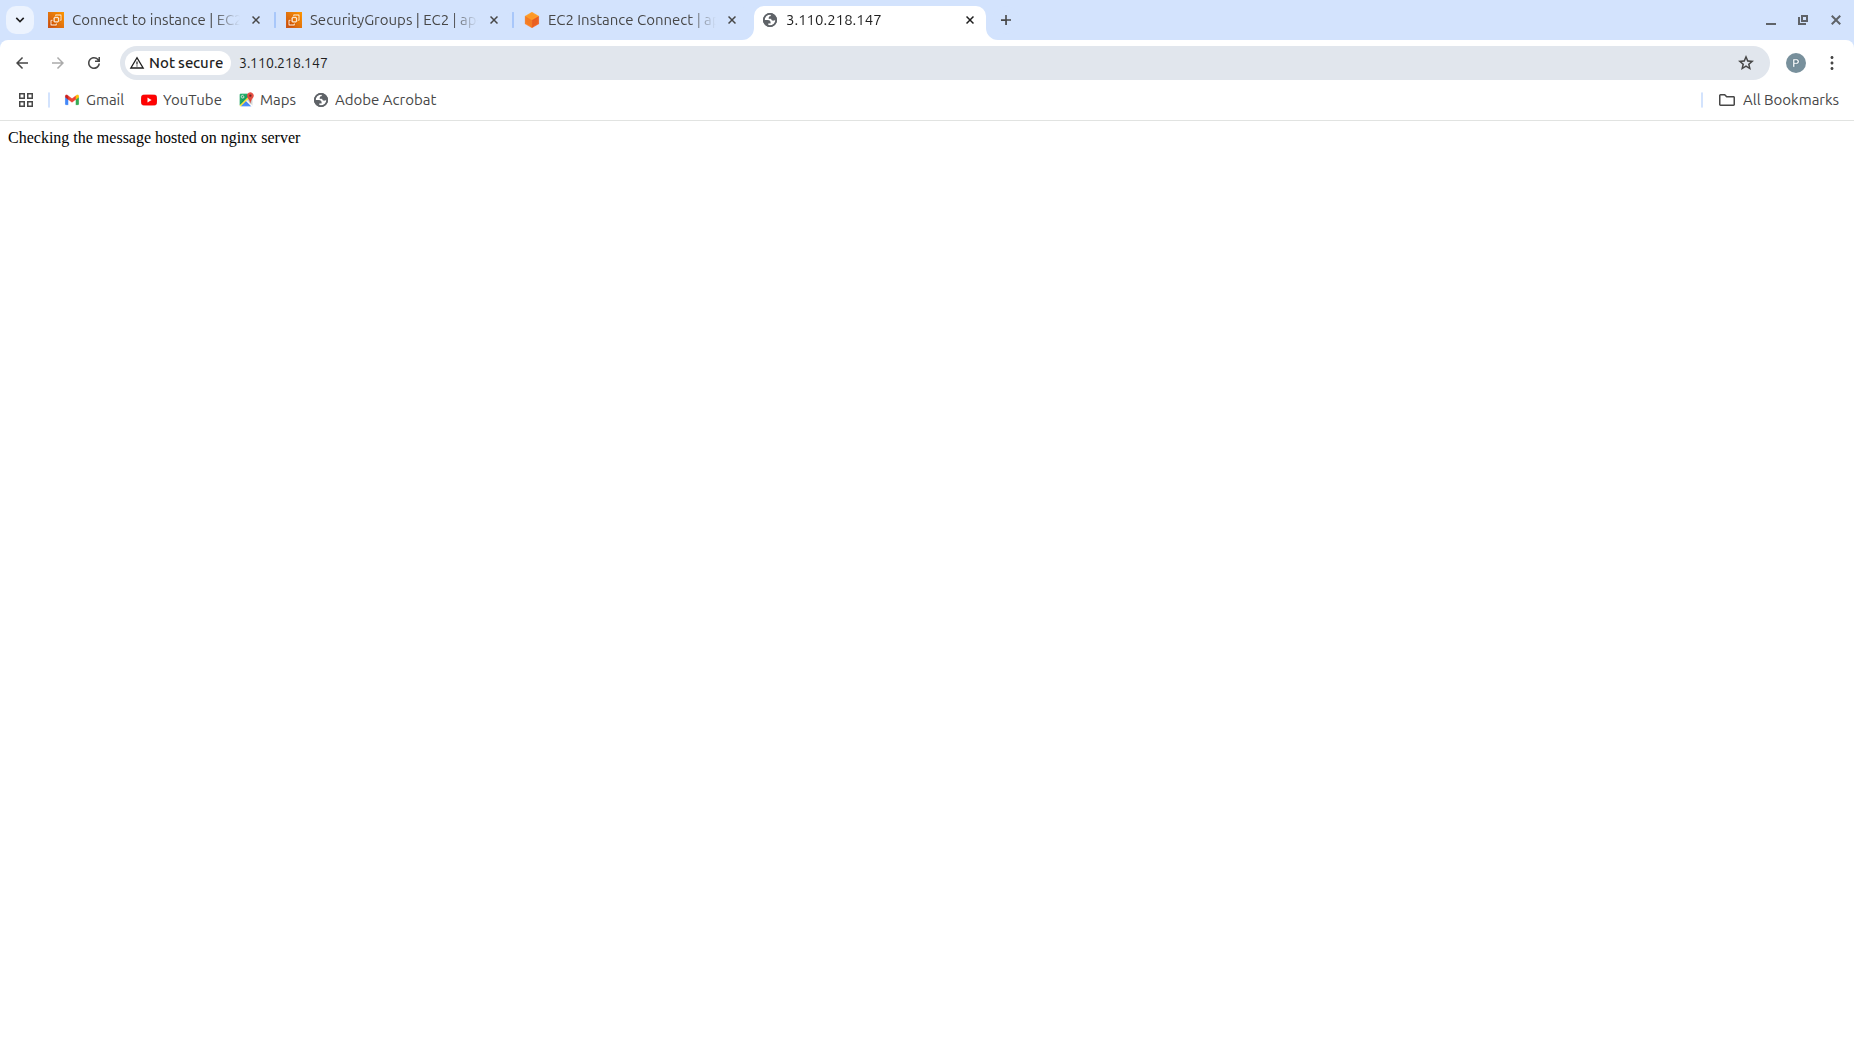 Connect to instance | EC2
SecurityGroups | EC2 | ap
EC2 Instance Connect | a
3.110.218.147
Not secure
3.110.218.147
P
Gmail
YouTube
Maps
Adobe Acrobat
All Bookmarks
Checking the message hosted on nginx server